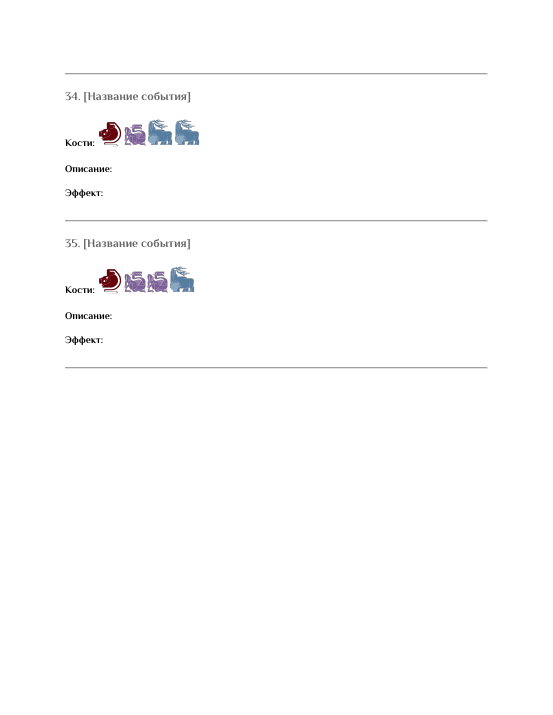 34. [Название события]
Кости:
Описание:
Эффект:
35. [Название события]
Кости:
Описание:
Эффект: